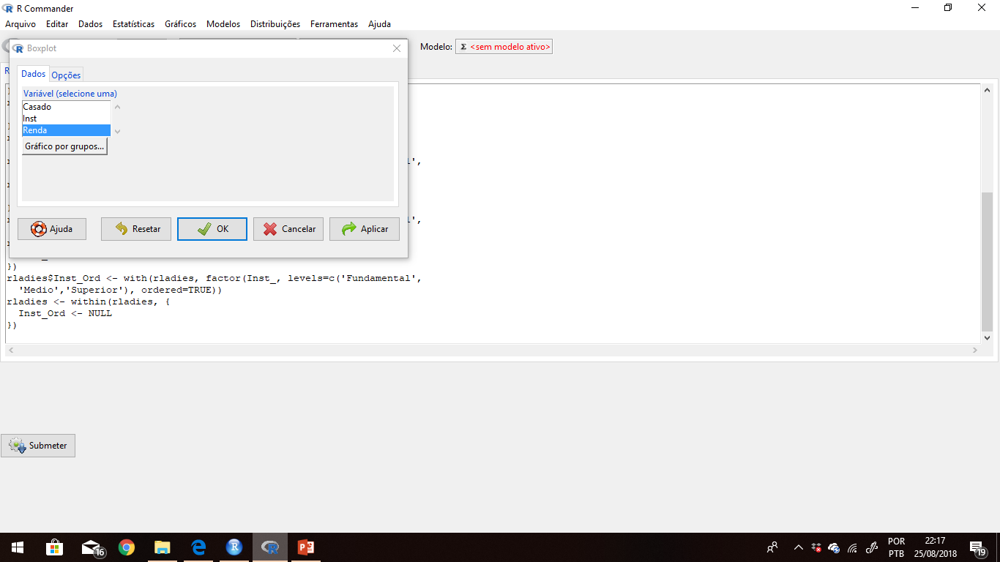 R Commander
Arquivo Editar Dados Estatísticas Gráficos Modelos Distribuições Ferramentas Ajuda
Modelo: Σ <sem modelo ativo>
Boxplot
Dados Opções
Variável (selecione uma)
Casado
Inst
Renda
Gráfico por grupos...
Ajuda Resetar OK Cancelar Aplicar
})
rladies$Inst_Ord <- with(rladies, factor(Inst_, levels=c('Fundamental',
'Medio','Superior'), ordered=TRUE))
rladies <- within(rladies, {
Inst_Ord <- NULL
})
Submeter
16
POR
PTB
22:17
25/08/2018
19